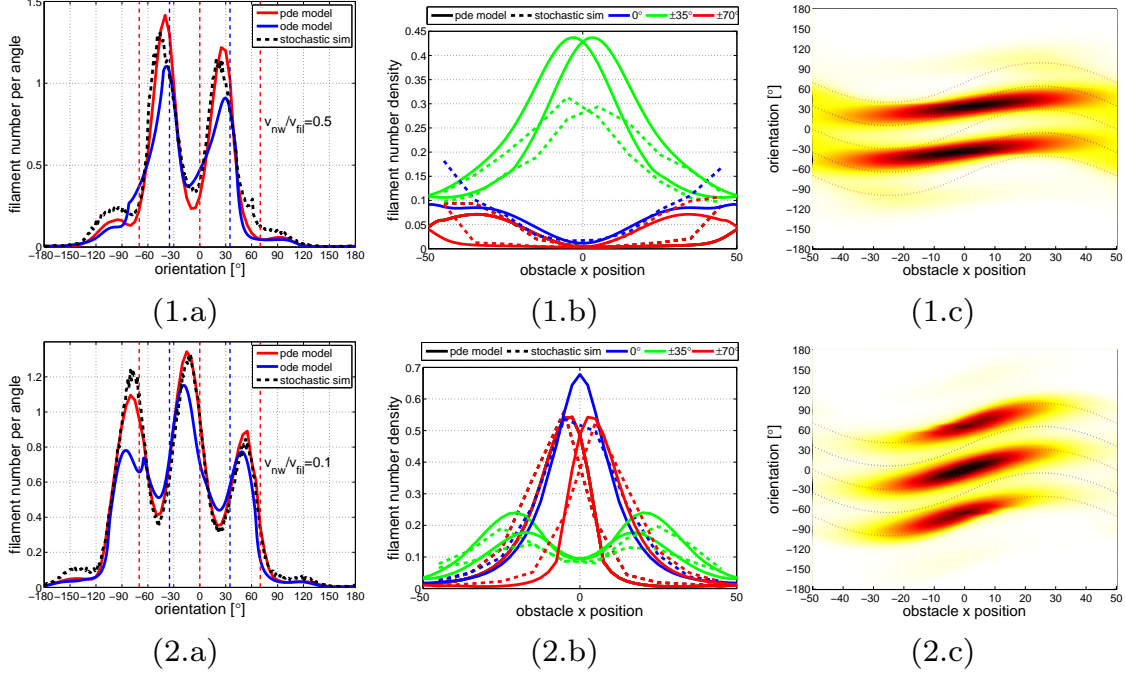 pde model
ode model
stochastic sim
filament number per angle
1.5
1
0.5
0
v_nw/v_fil=0.5
-180 -150 -120 -90 -60 -30 0 30 60 90 120 150 180
orientation [°]
(1.a)
pde model stochastic sim 0° ±35° ±70°
filament number density
0.45
0.4
0.35
0.3
0.25
0.2
0.15
0.1
0.05
0
-50 0 50
obstacle x position
(1.b)
orientation [°]
180
150
120
90
60
30
0
-30
-60
-90
-120
-150
-180
-50 -40 -30 -20 -10 0 10 20 30 40 50
obstacle x position
(1.c)
pde model
ode model
stochastic sim
filament number per angle
1.2
1
0.8
0.6
0.4
0.2
0
v_nw/v_fil=0.1
-180 -150 -120 -90 -60 -30 0 30 60 90 120 150 180
orientation [°]
(2.a)
pde model stochastic sim 0° ±35° ±70°
filament number density
0.7
0.6
0.5
0.4
0.3
0.2
0.1
0
-50 0 50
obstacle x position
(2.b)
orientation [°]
180
150
120
90
60
30
0
-30
-60
-90
-120
-150
-180
-50 -40 -30 -20 -10 0 10 20 30 40 50
obstacle x position
(2.c)